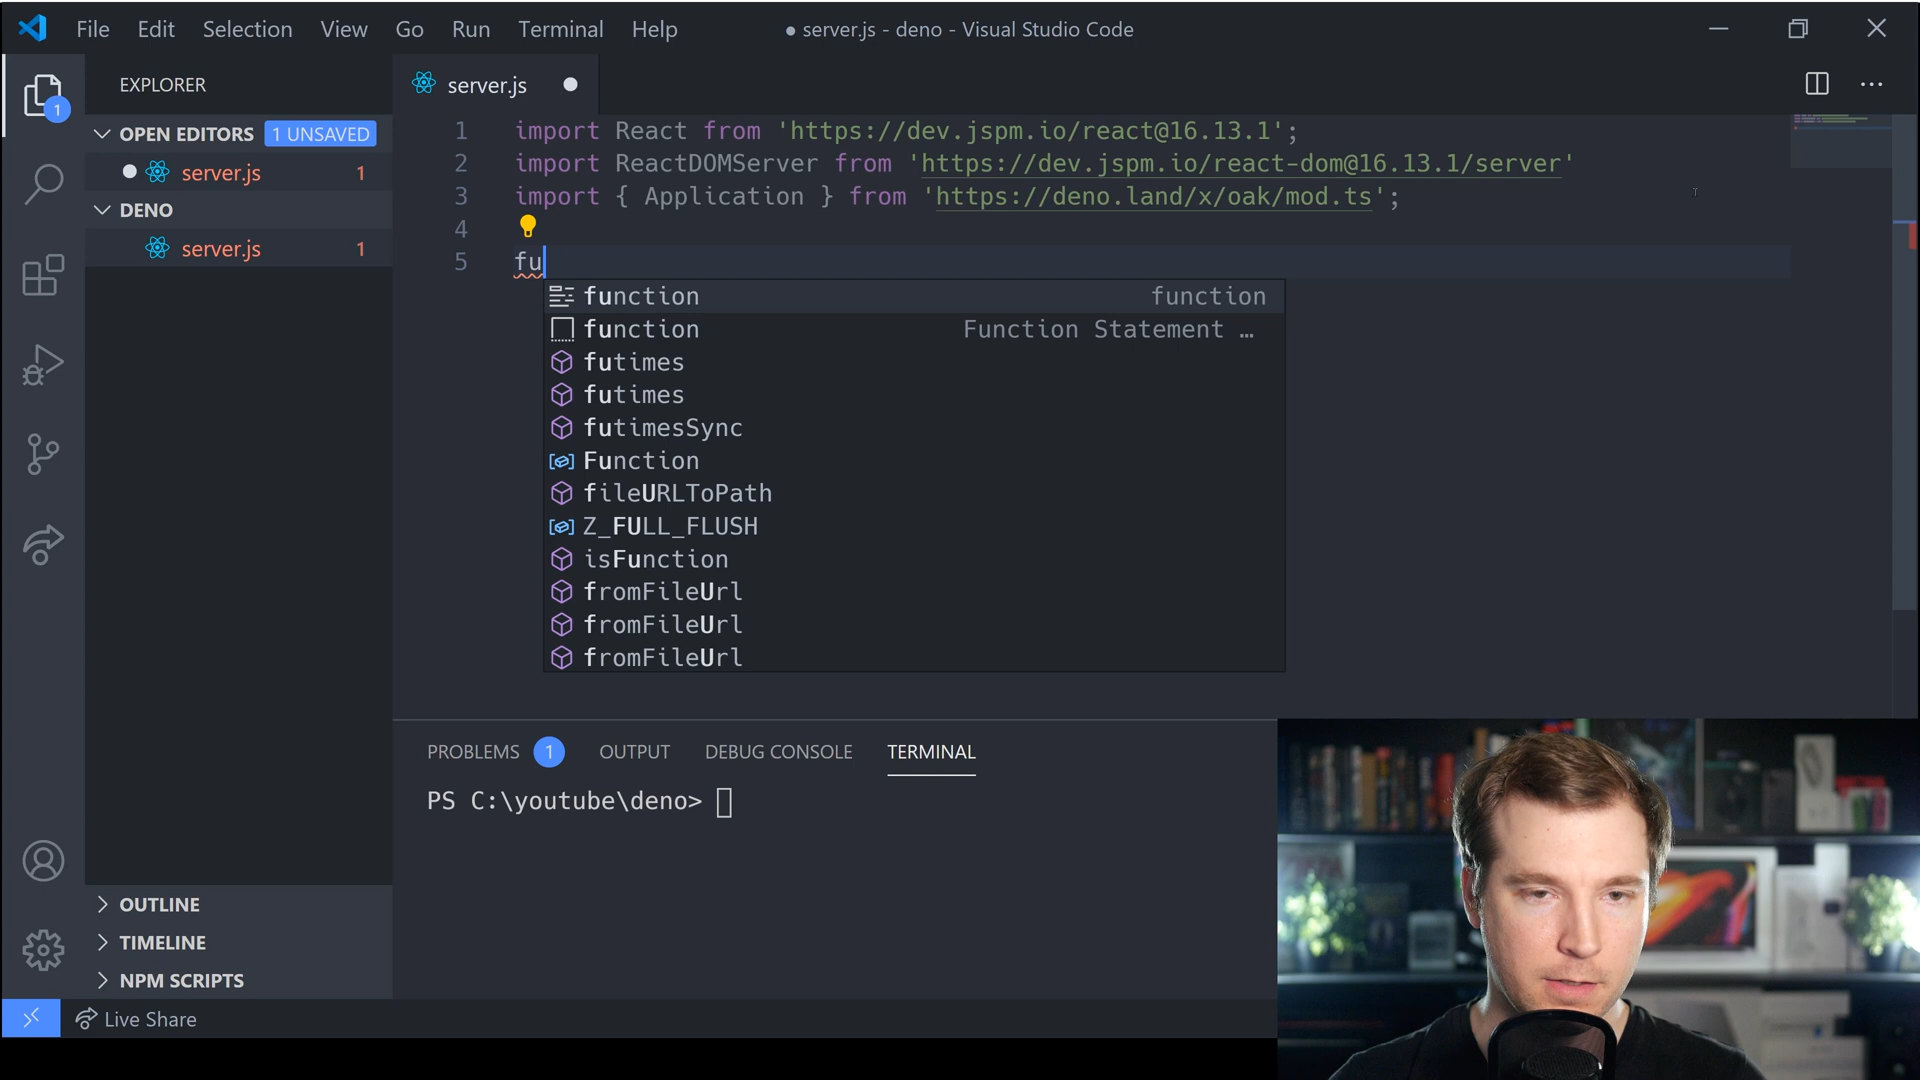 File Edit Selection View Go Run Terminal Help
● server.js - deno - Visual Studio Code
1
EXPLORER
OPEN EDITORS 1 UNSAVED
server.js 1
DENO
server.js 1
OUTLINE
TIMELINE
NPM SCRIPTS
Live Share
server.js
1 import React from 'https://dev.jspm.io/react@16.13.1';
2 import ReactDOMServer from 'https://dev.jspm.io/react-dom@16.13.1/server'
3 import { Application } from 'https://deno.land/x/oak/mod.ts';
4
5 fu
function function
function Function Statement …
futimes
futimes
futimesSync
Function
fileURLToPath
Z_FULL_FLUSH
isFunction
fromFileUrl
fromFileUrl
fromFileUrl
PROBLEMS 1 OUTPUT DEBUG CONSOLE TERMINAL
PS C:\youtube\deno>